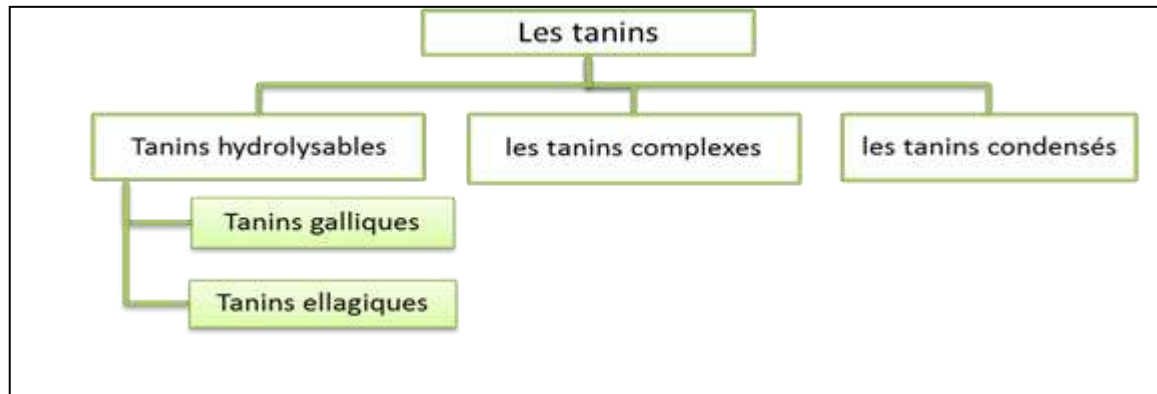 Les tanins
Tanins hydrolysables
les tanins complexes
les tanins condensés
Tanins galliques
Tanins ellagiques